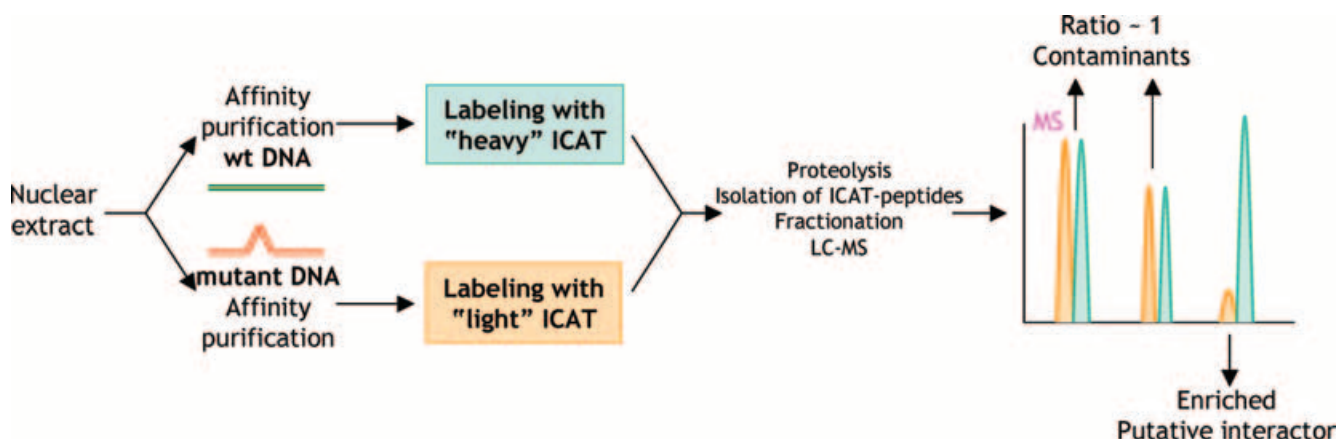 Nuclear
extract
Affinity
purification
wt DNA
mutant DNA
Affinity
purification
Labeling with
“heavy” ICAT
Labeling with
“light” ICAT
Proteolysis
Isolation of ICAT-peptides
Fractionation
LC-MS
Ratio ~ 1
Contaminants
MS
Enriched
Putative interactor